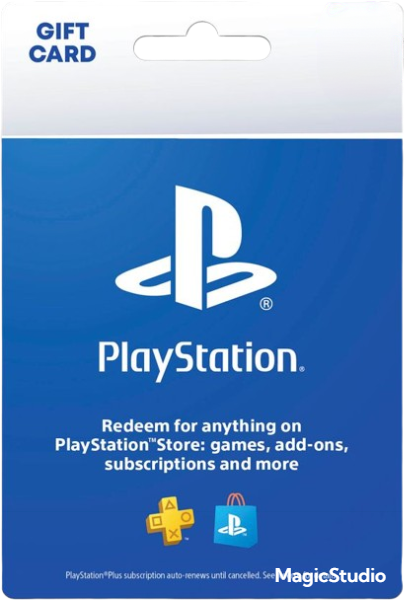 GIFT
CARD
®
PlayStation®
Redeem for anything on
PlayStation™Store: games, add-ons,
subscriptions and more
™
PlayStation®Plus subscription auto-renews until cancelled. See
MagicStudio